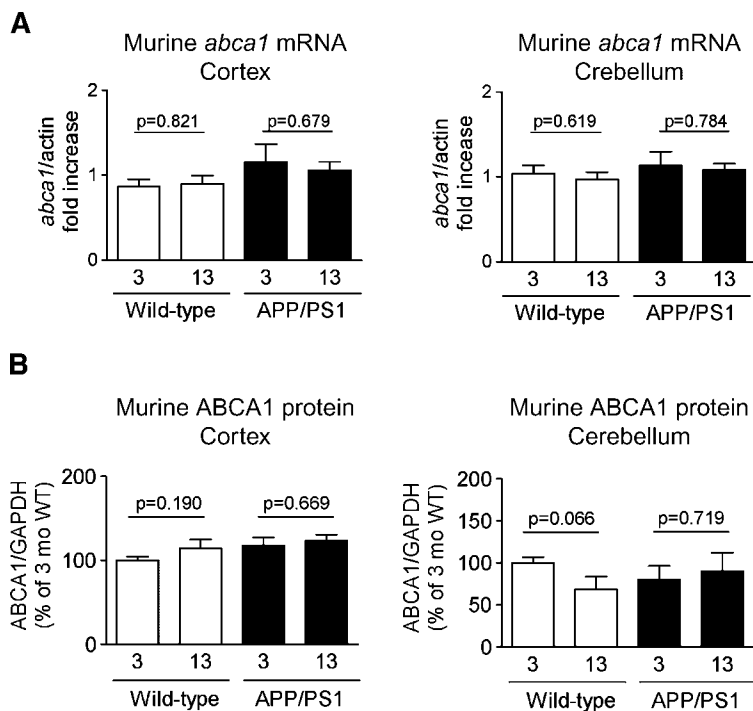 A
Murine abca1 mRNA
Cortex
abca1/actin
fold increase
2
1
0
p=0.821
p=0.679
3 13 3 13
Wild-type APP/PS1
Murine abca1 mRNA
Crebellum
abca1/actin
fold incease
2
1
0
p=0.619
p=0.784
3 13 3 13
Wild-type APP/PS1
B
Murine ABCA1 protein
Cortex
ABCA1/GAPDH
(% of 3 mo WT)
200
100
0
p=0.190
p=0.669
3 13 3 13
Wild-type APP/PS1
Murine ABCA1 protein
Cerebellum
ABCA1/GAPDH
(% of 3 mo WT)
200
150
100
50
0
p=0.066
p=0.719
3 13 3 13
Wild-type APP/PS1